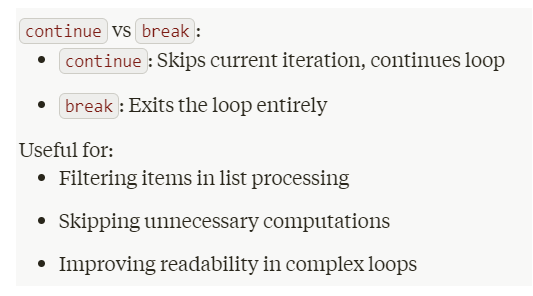 continue vs break:
• continue: Skips current iteration, continues loop
• break: Exits the loop entirely
Useful for:
• Filtering items in list processing
• Skipping unnecessary computations
• Improving readability in complex loops